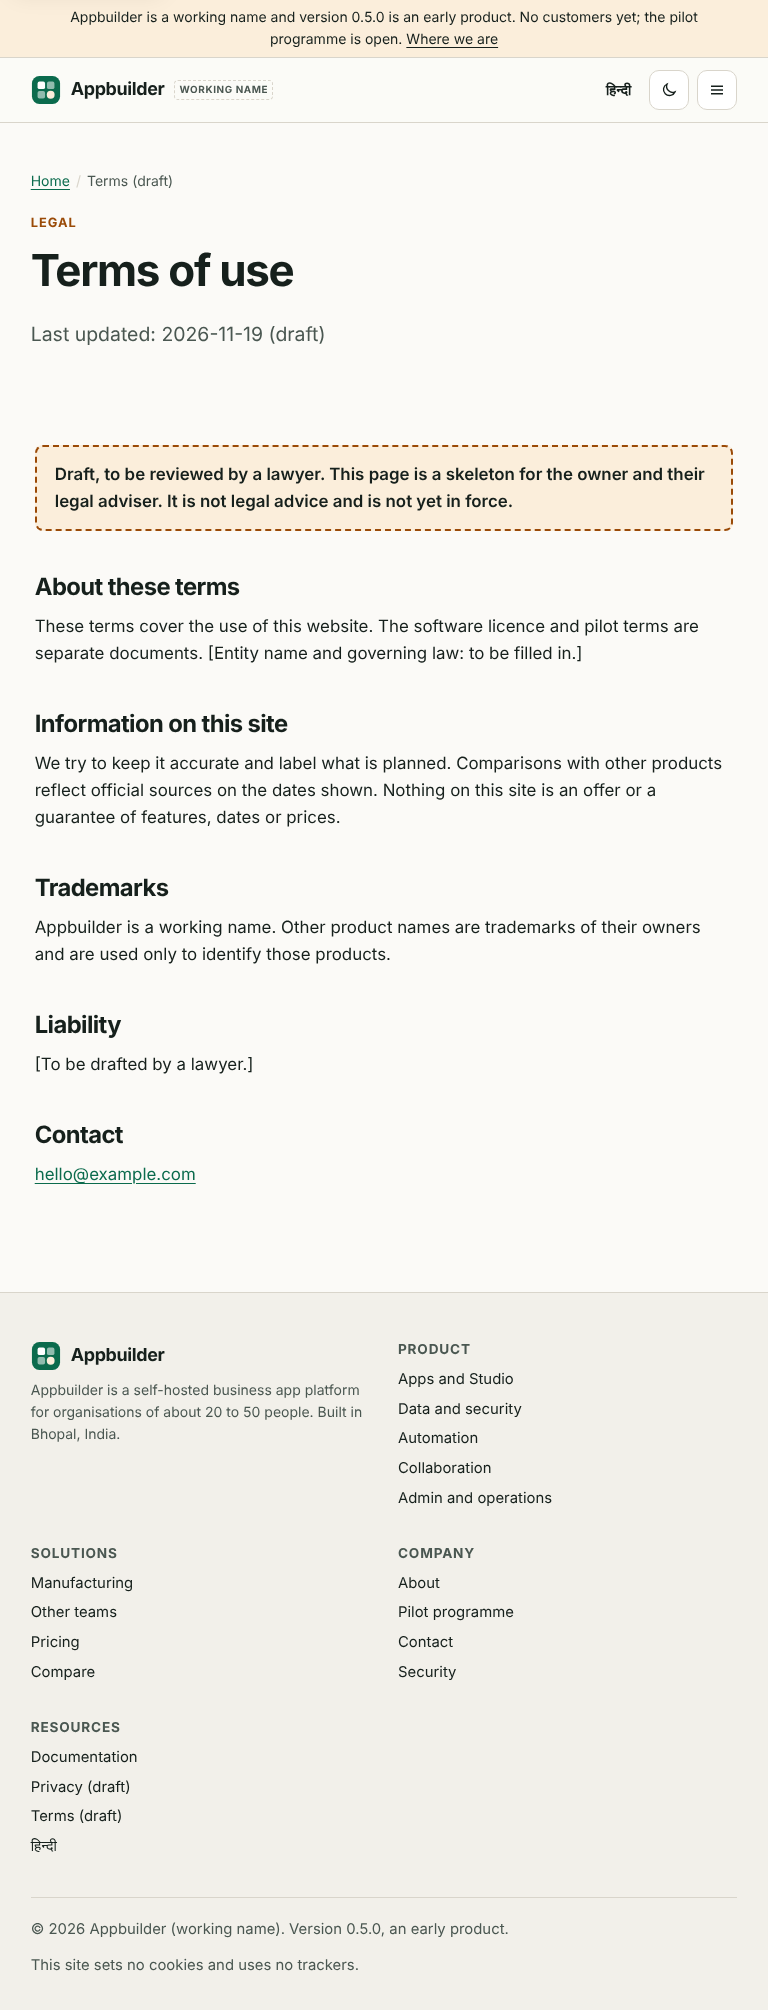 Appbuilder is a working name and version 0.5.0 is an early product. No customers yet; the pilot
programme is open. Where we are
Appbuilder WORKING NAME हिन्दी
Home / Terms (draft)
LEGAL
Terms of use
Last updated: 2026-11-19 (draft)
Draft, to be reviewed by a lawyer. This page is a skeleton for the owner and their
legal adviser. It is not legal advice and is not yet in force.
About these terms
These terms cover the use of this website. The software licence and pilot terms are
separate documents. [Entity name and governing law: to be filled in.]
Information on this site
We try to keep it accurate and label what is planned. Comparisons with other products
reflect official sources on the dates shown. Nothing on this site is an offer or a
guarantee of features, dates or prices.
Trademarks
Appbuilder is a working name. Other product names are trademarks of their owners
and are used only to identify those products.
Liability
[To be drafted by a lawyer.]
Contact
hello@example.com
Appbuilder
Appbuilder is a self-hosted business app platform
for organisations of about 20 to 50 people. Built in
Bhopal, India.
PRODUCT
Apps and Studio
Data and security
Automation
Collaboration
Admin and operations
SOLUTIONS
Manufacturing
Other teams
Pricing
Compare
COMPANY
About
Pilot programme
Contact
Security
RESOURCES
Documentation
Privacy (draft)
Terms (draft)
हिन्दी
© 2026 Appbuilder (working name). Version 0.5.0, an early product.
This site sets no cookies and uses no trackers.